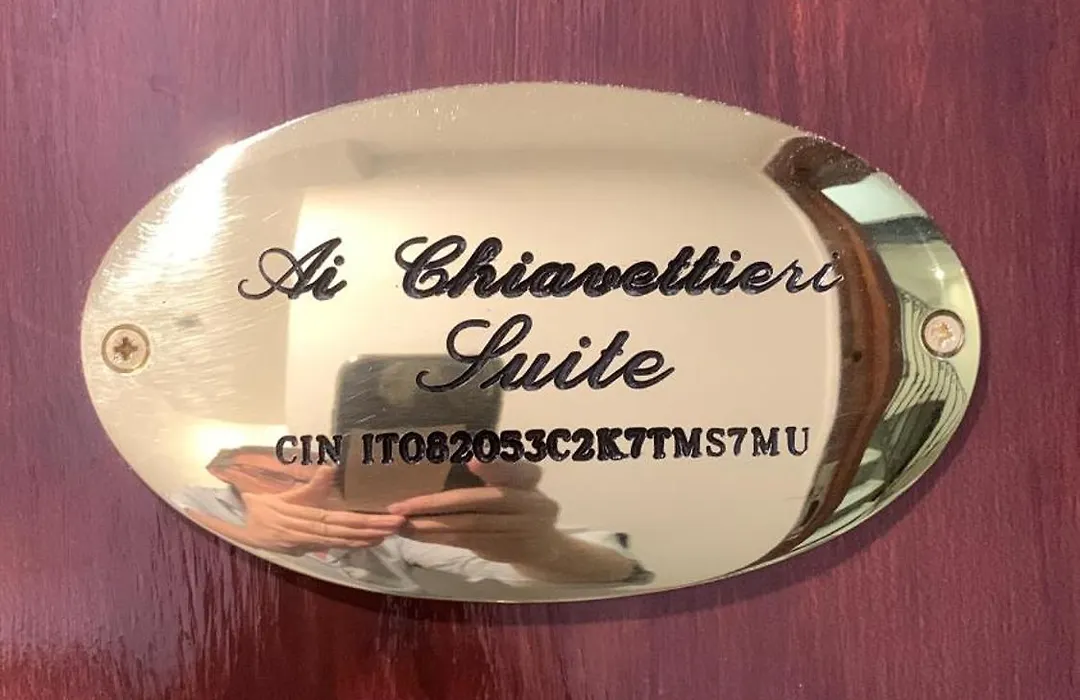 Ai Chiavettieri
Suite
CIN IT082053C2K7TMS7MU